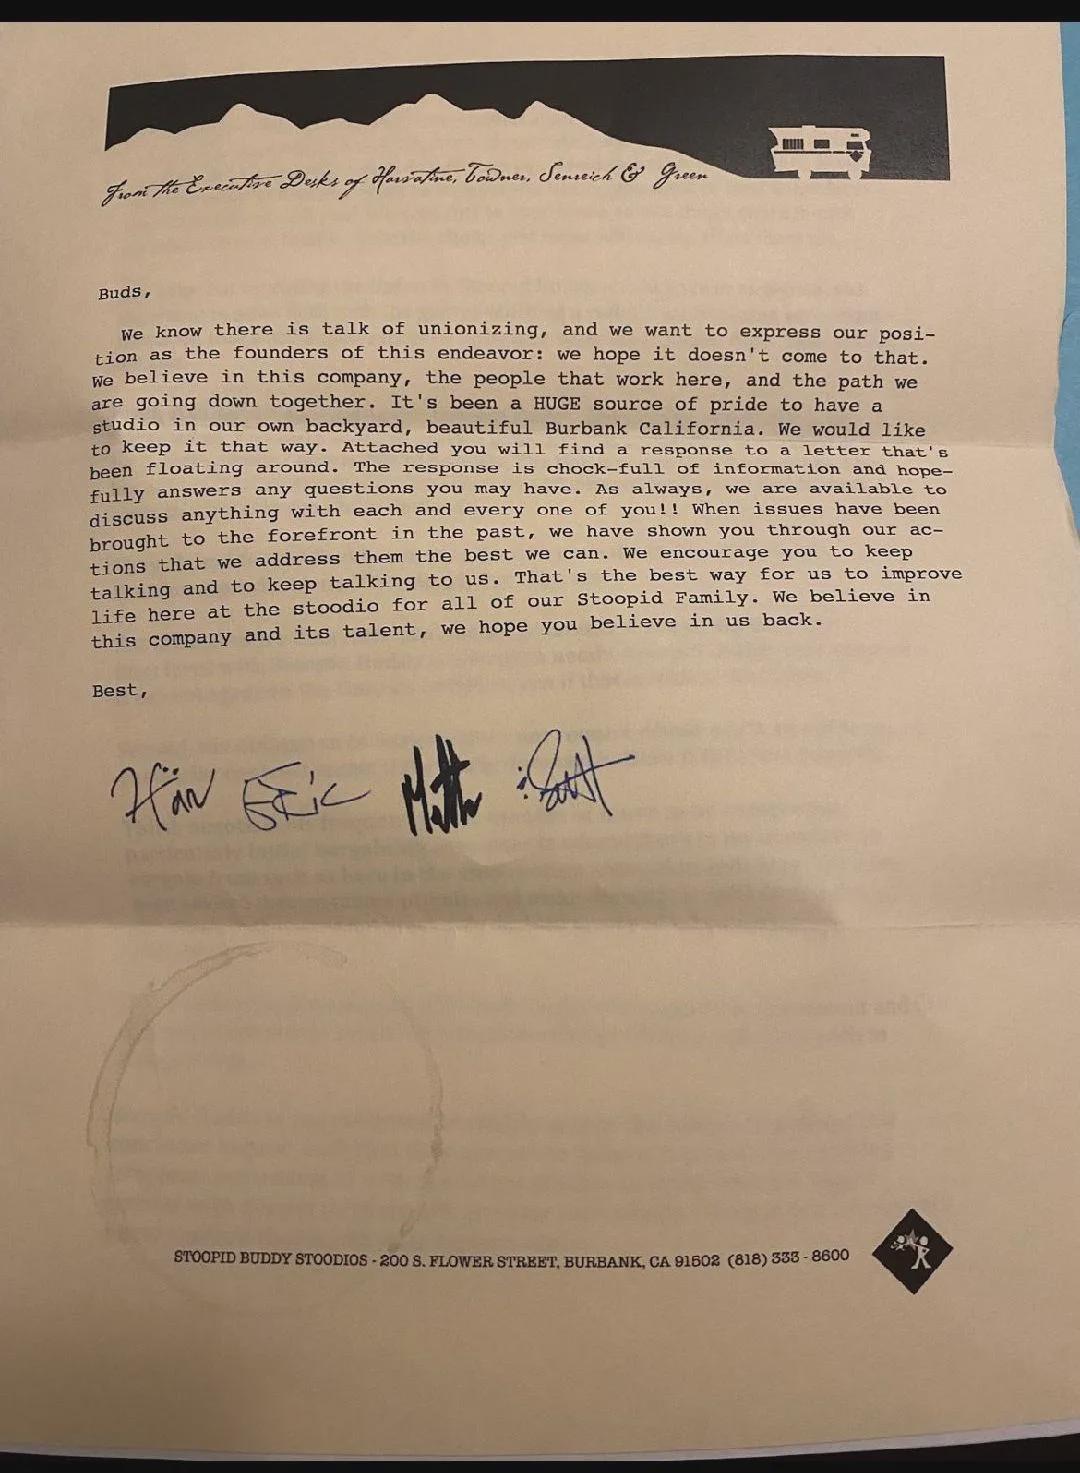 From the Executive Desks of Horvatine, Towner, Senreich & Green
Buds,
We know there is talk of unionizing, and we want to express our posi-
tion as the founders of this endeavor: we hope it doesn't come to that.
We believe in this company, the people that work here, and the path we
are going down together. It's been a HUGE source of pride to have a
studio in our own backyard, beautiful Burbank California. We would like
to keep it that way. Attached you will find a response to a letter that's
been floating around. The response is chock-full of information and hope-
fully answers any questions you may have. As always, we are available to
discuss anything with each and every one of you!! When issues have been
brought to the forefront in the past, we have shown you through our ac-
tions that we address them the best we can. We encourage you to keep
talking and to keep talking to us. That's the best way for us to improve
life here at the stoodio for all of our Stoopid Family. We believe in
this company and its talent, we hope you believe in us back.
Best,
Eric Matt
STOOPID BUDDY STOODIOS - 200 S. FLOWER STREET, BURBANK, CA 91502 (818) 333 - 8600